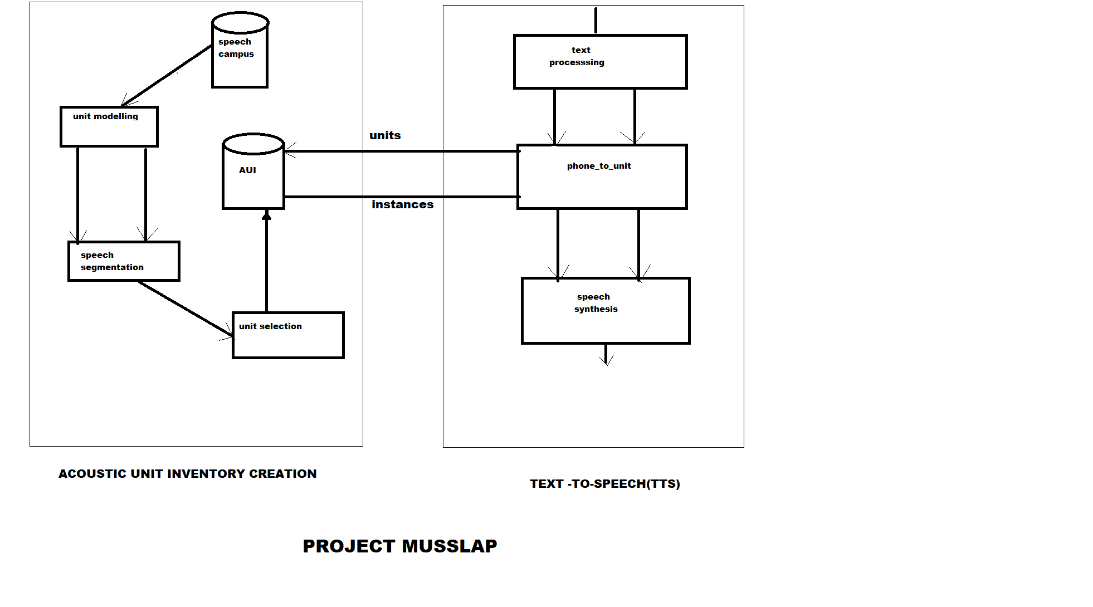 speech
campus
unit modelling
AUI
speech
segmentation
unit selection
units
instances
text
processsing
phone_to_unit
speech
synthesis
ACOUSTIC UNIT INVENTORY CREATION
TEXT -TO-SPEECH(TTS)
PROJECT MUSSLAP